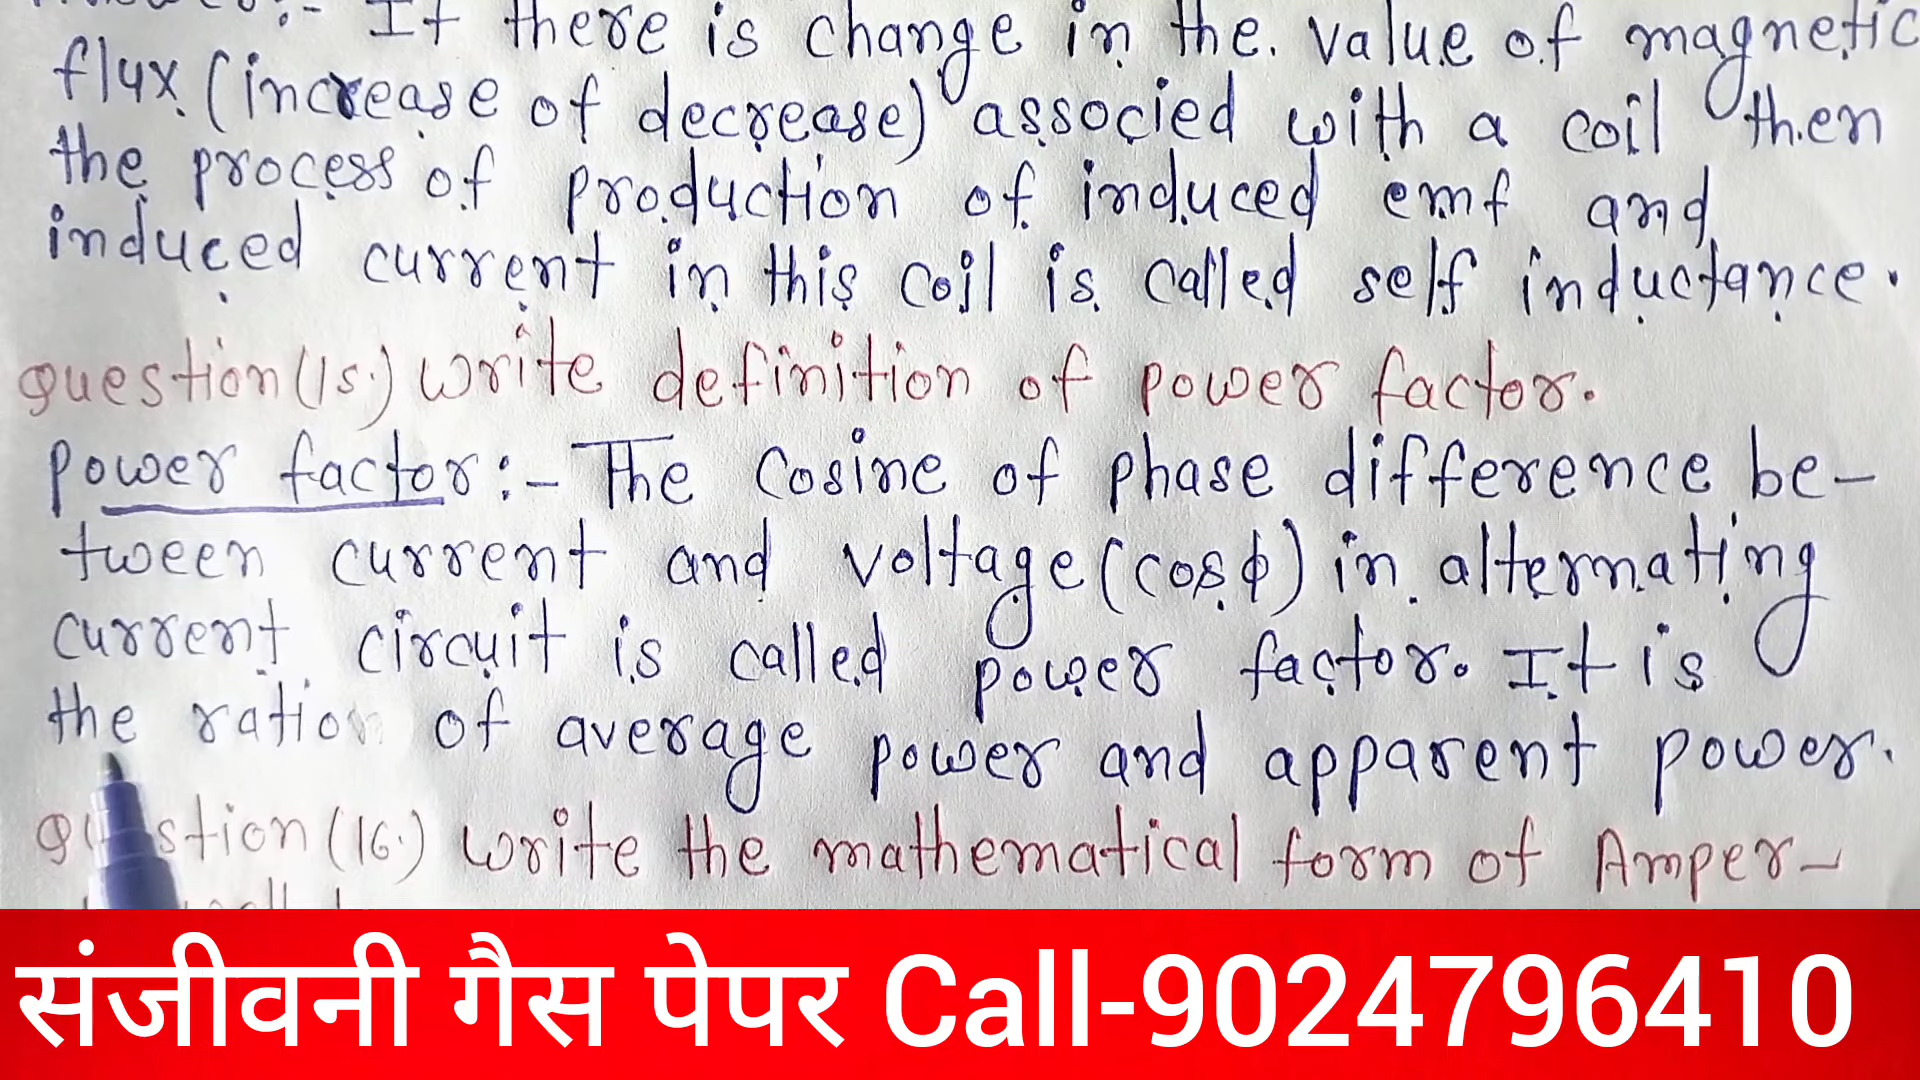 If there is change in the. value of magnetic
flux (increase of decrease) associed with a coil then
the process of production of induced emf and
induced current in this coil is called self inductance.
question(15.) write definition of power factor.
power factor:- The cosine of phase difference be-
tween current and voltage (cosϕ) in alternating
current circuit is called power factor. It is
the ration of average power and apparent power.
stion (16.) write the mathematical form of Amper-
संजीवनी गैस पेपर Call-9024796410